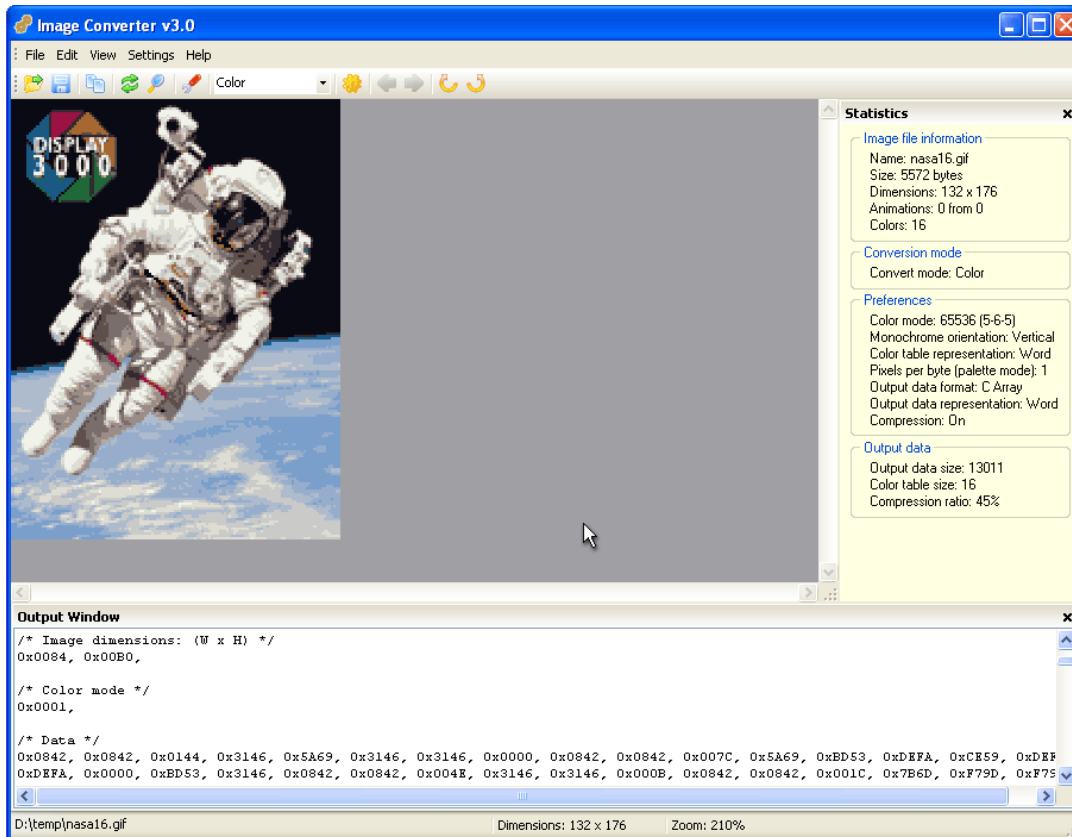 Image Converter v3.0
File Edit View Settings Help
Color
DISPLAY
3000
Statistics
Image file information
Name: nasa16.gif
Size: 5572 bytes
Dimensions: 132 x 176
Animations: 0 from 0
Colors: 16
Conversion mode
Convert mode: Color
Preferences
Color mode: 65536 (5-6-5)
Monochrome orientation: Vertical
Color table representation: Word
Pixels per byte (palette mode): 1
Output data format: C Array
Output data representation: Word
Compression: On
Output data
Output data size: 13011
Color table size: 16
Compression ratio: 45%
Output Window
/* Image dimensions: (W x H) */
0x0084, 0x00B0,
/* Color mode */
0x0001,
/* Data */
0x0842, 0x0842, 0x0144, 0x3146, 0x5A69, 0x3146, 0x3146, 0x0000, 0x0842, 0x0842, 0x007C, 0x5A69, 0xBD53, 0xDEFA, 0xCE59,
0xDEFA, 0x0000, 0xBD53, 0x3146, 0x0842, 0x0842, 0x004E, 0x3146, 0x3146, 0x000B, 0x0842, 0x0842, 0x001C, 0x7B6D, 0xF79D,
D:\temp\nasa16.gif Dimensions: 132 x 176 Zoom: 210%